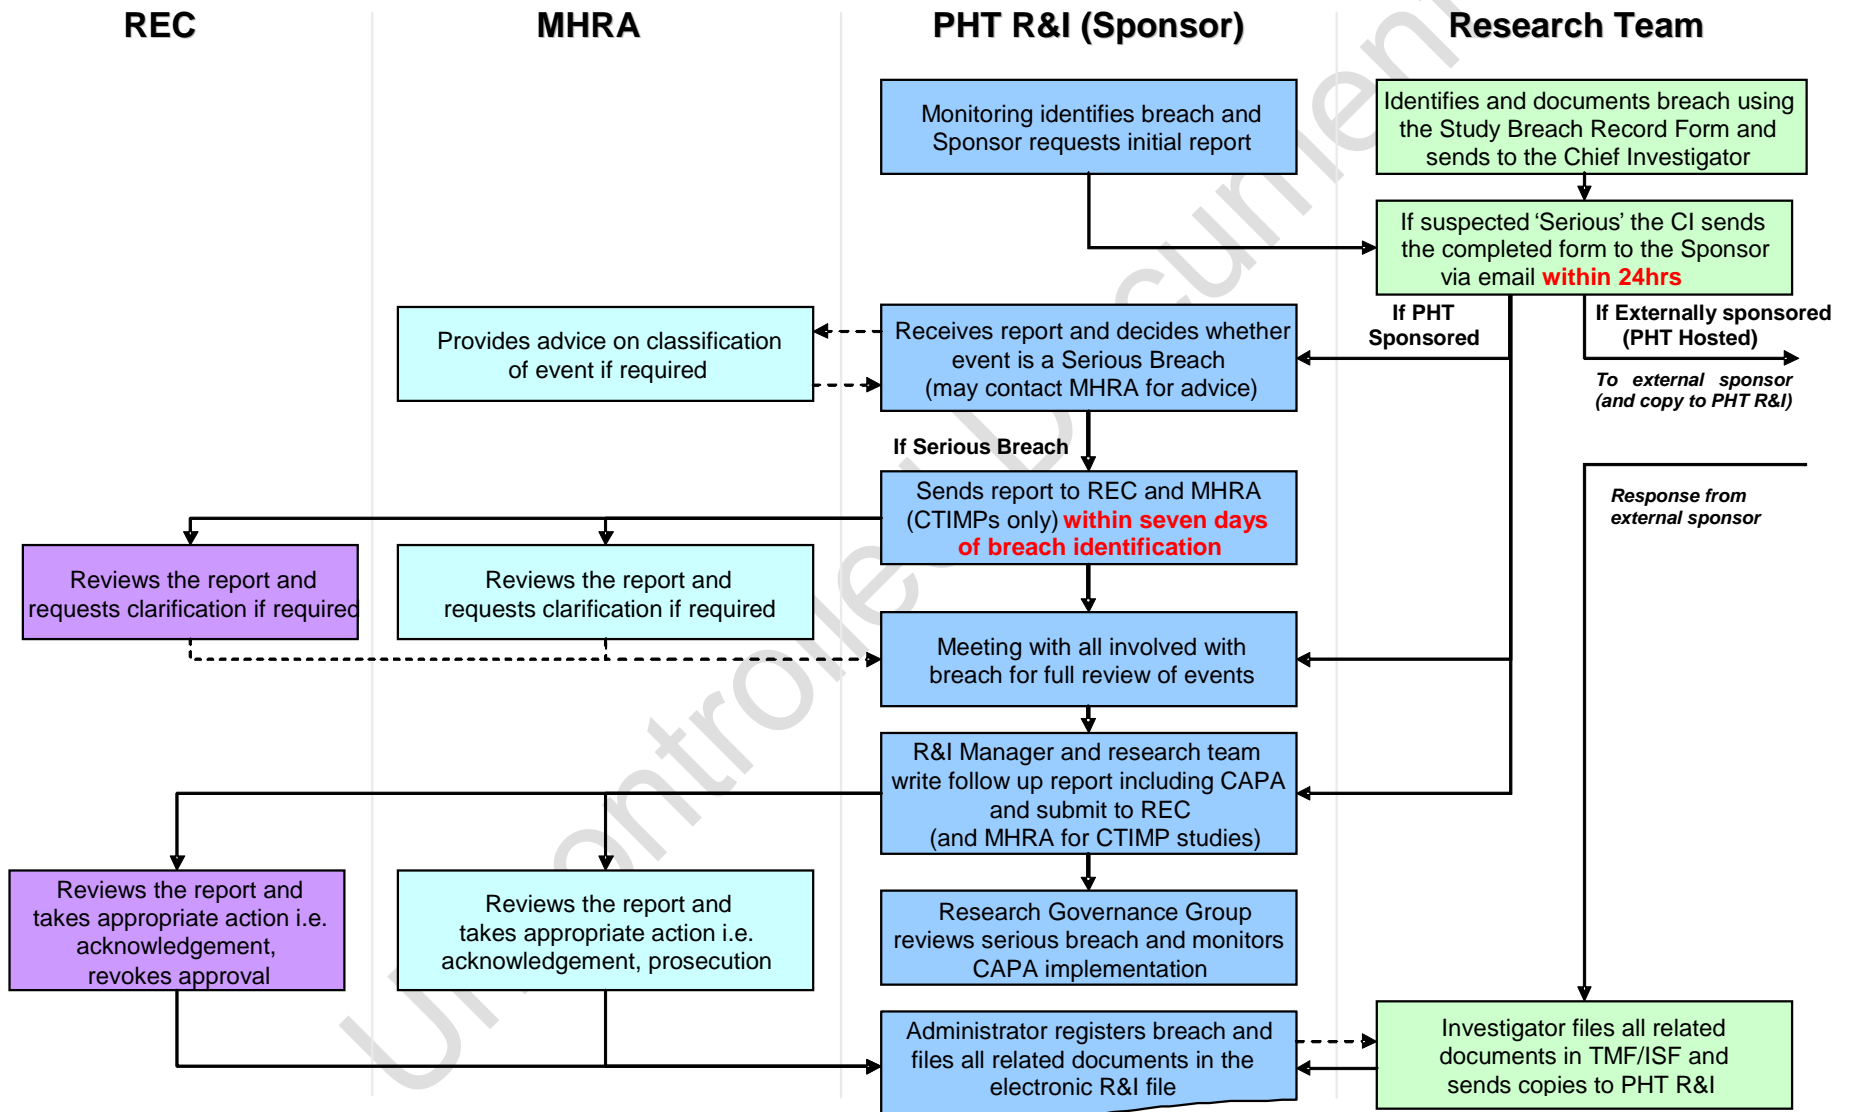 REC
MHRA
PHT R&I (Sponsor)
Research Team
Monitoring identifies breach and
Sponsor requests initial report
Identifies and documents breach using
the Study Breach Record Form and
sends to the Chief Investigator
If suspected ‘Serious’ the CI sends
the completed form to the Sponsor
via email within 24hrs
If PHT
Sponsored
If Externally sponsored
(PHT Hosted)
To external sponsor
(and copy to PHT R&I)
Provides advice on classification
of event if required
Receives report and decides whether
event is a Serious Breach
(may contact MHRA for advice)
If Serious Breach
Sends report to REC and MHRA
(CTIMPs only) within seven days
of breach identification
Response from
external sponsor
Reviews the report and
requests clarification if required
Reviews the report and
requests clarification if required
Meeting with all involved with
breach for full review of events
R&I Manager and research team
write follow up report including CAPA
and submit to REC
(and MHRA for CTIMP studies)
Reviews the report and
takes appropriate action i.e.
acknowledgement,
revokes approval
Reviews the report and
takes appropriate action i.e.
acknowledgement, prosecution
Research Governance Group
reviews serious breach and monitors
CAPA implementation
Administrator registers breach and
files all related documents in the
electronic R&I file
Investigator files all related
documents in TMF/ISF and
sends copies to PHT R&I